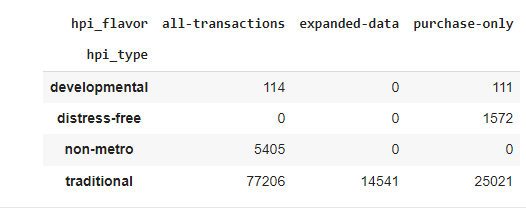 hpi_flavor all-transactions expanded-data purchase-only
hpi_type
developmental 114 0 111
distress-free 0 0 1572
non-metro 5405 0 0
traditional 77206 14541 25021